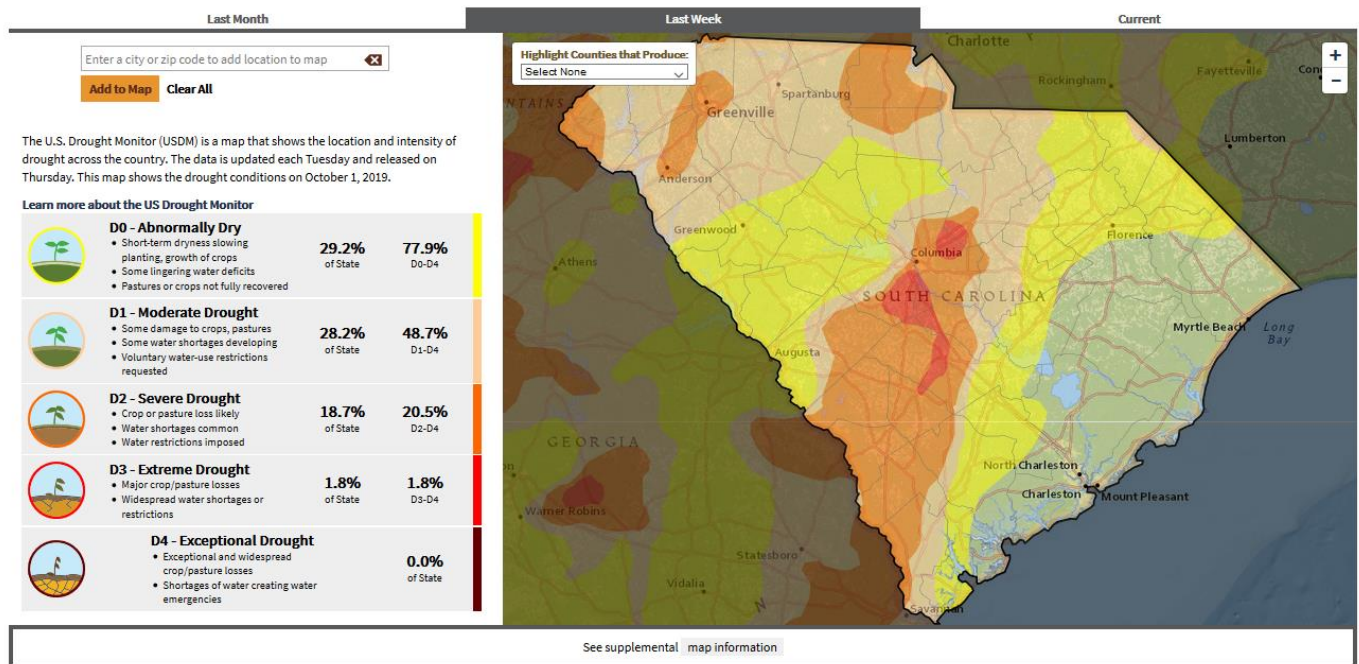 Last Month
Last Week
Current
Enter a city or zip code to add location to map
Add to Map Clear All
The U.S. Drought Monitor (USDM) is a map that shows the location and intensity of
drought across the country. The data is updated each Tuesday and released on
Thursday. This map shows the drought conditions on October 1, 2019.
Learn more about the US Drought Monitor
D0 - Abnormally Dry
• Short-term dryness slowing
planting, growth of crops
• Some lingering water deficits
• Pastures or crops not fully recovered
29.2%
of State
77.9%
D0-D4
D1 - Moderate Drought
• Some damage to crops, pastures
• Some water shortages developing
• Voluntary water-use restrictions
requested
28.2%
of State
48.7%
D1-D4
D2 - Severe Drought
• Crop or pasture loss likely
• Water shortages common
• Water restrictions imposed
18.7%
of State
20.5%
D2-D4
D3 - Extreme Drought
• Major crop/pasture losses
• Widespread water shortages or
restrictions
1.8%
of State
1.8%
D3-D4
D4 - Exceptional Drought
• Exceptional and widespread
crop/pasture losses
• Shortages of water creating water
emergencies
0.0%
of State
Highlight Counties that Produce:
Select None
+
−
Charlotte
Rockingham
Fayetteville
Spartanburg
Greenville
Lumberton
Anderson
Greenwood
Florence
Columbia
Athens
SOUTH CAROLINA
Myrtle Beach
Long
Bay
Augusta
GEORGIA
North Charleston
Charleston
Mount Pleasant
Warner Robins
Statesboro
Vidalia
Savannah
See supplemental map information